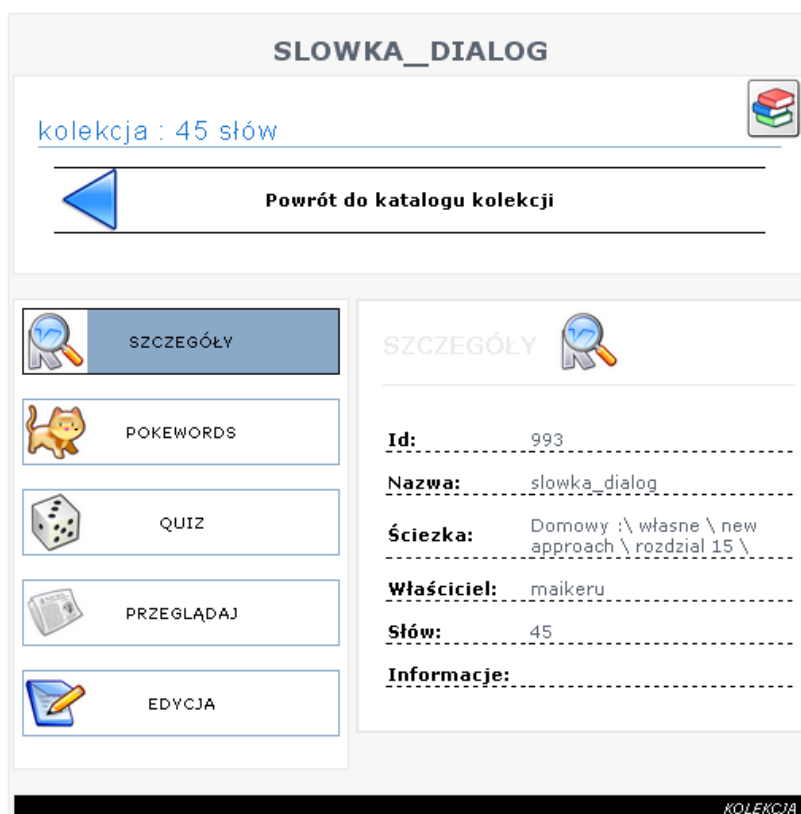 SLOWKA_DIALOG
kolekcja : 45 słów
Powrót do katalogu kolekcji
SZCZEGÓŁY
POKEWORDS
QUIZ
PRZEGLĄDAJ
EDYCJA
SZCZEGÓŁY
Id: 993
Nazwa: slowka_dialog
Ściezka: Domowy :\ własne \ new
approach \ rozdzial 15 \
Właściciel: maikeru
Słów: 45
Informacje:
KOLEKCJA